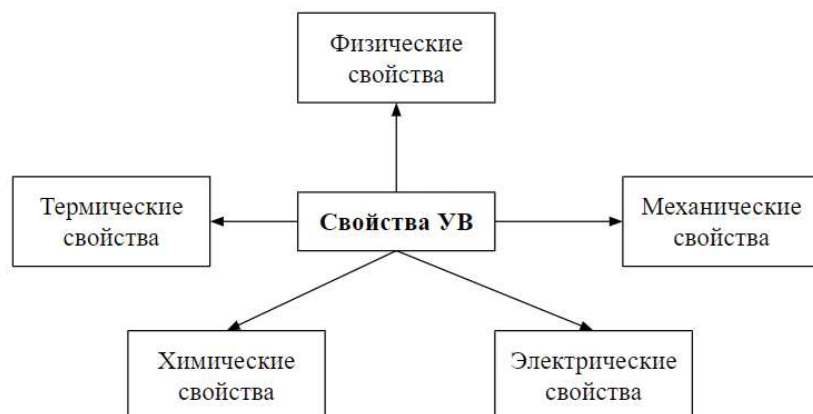 Физические
свойства
Термические
свойства
Свойства УВ
Механические
свойства
Химические
свойства
Электрические
свойства